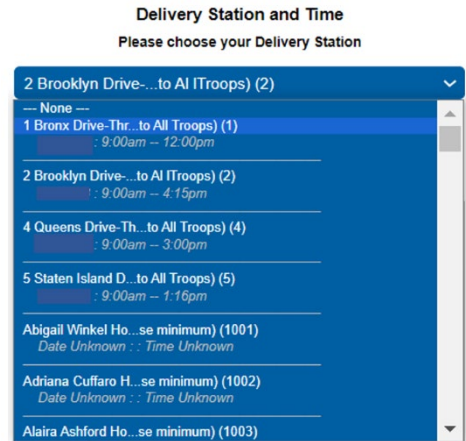 Delivery Station and Time
Please choose your Delivery Station
2 Brooklyn Drive-...to Al lTroops) (2)
--- None ---
1 Bronx Drive-Thr...to All Troops) (1)
: 9:00am -- 12:00pm
2 Brooklyn Drive-...to Al lTroops) (2)
: 9:00am -- 4:15pm
4 Queens Drive-Th...to All Troops) (4)
: 9:00am -- 3:00pm
5 Staten Island D...to All Troops) (5)
: 9:00am -- 1:16pm
Abigail Winkel Ho...se minimum) (1001)
Date Unknown : : Time Unknown
Adriana Cuffaro H...se minimum) (1002)
Date Unknown : : Time Unknown
Alaira Ashford Ho...se minimum) (1003)